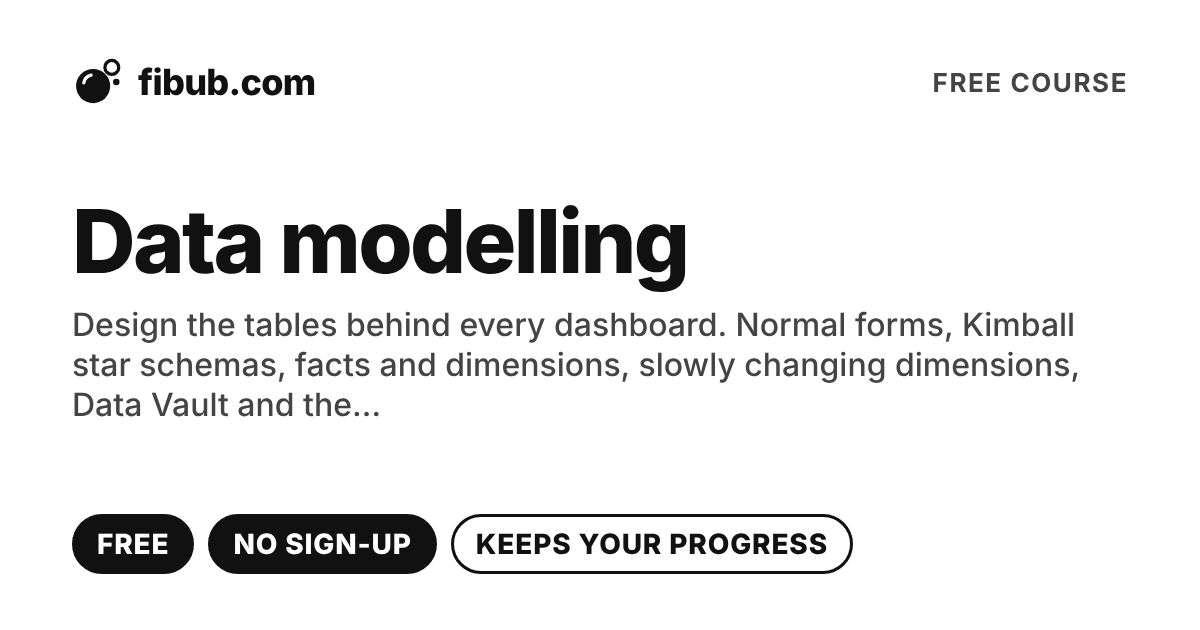 fibub.com
FREE COURSE
Data modelling
Design the tables behind every dashboard. Normal forms, Kimball
star schemas, facts and dimensions, slowly changing dimensions,
Data Vault and the...
FREE
NO SIGN-UP
KEEPS YOUR PROGRESS